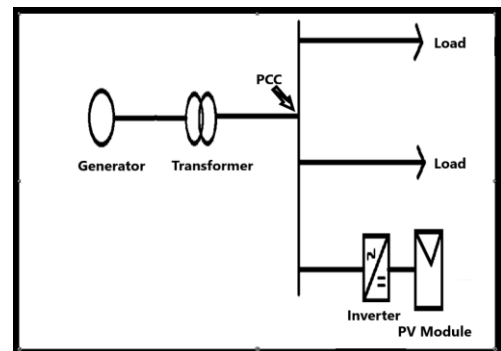 Load
PCC
Generator
Transformer
Load
Inverter
PV Module